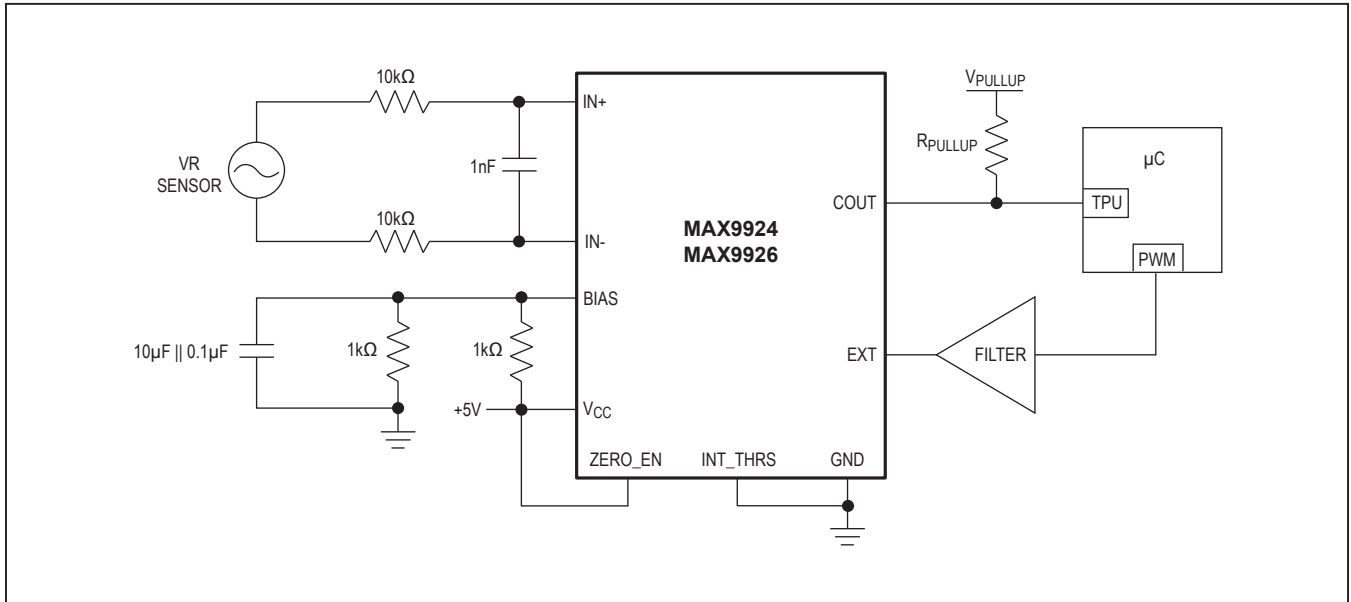 10kΩ
VR
SENSOR
1nF
10kΩ
10µF || 0.1µF
1kΩ
1kΩ
+5V
IN+
IN-
BIAS
VCC
ZERO_EN
INT_THRS
GND
MAX9924
MAX9926
COUT
EXT
VPULLUP
RPULLUP
µC
TPU
PWM
FILTER